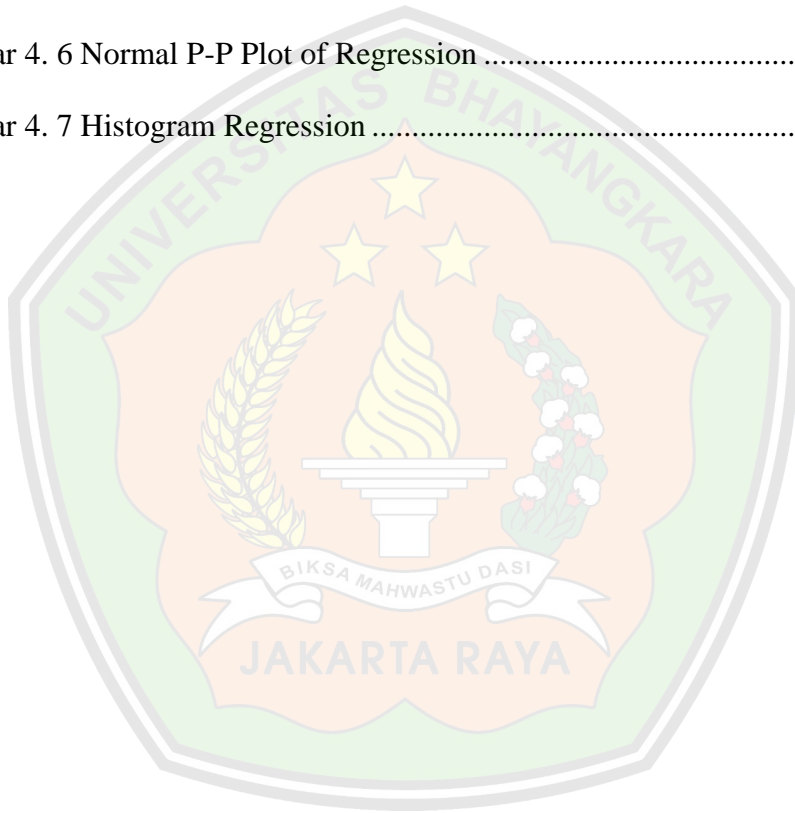 ar 4. 6 Normal P-P Plot of Regression ........................................
ar 4. 7 Histogram Regression ......................................................
UNIVERSITAS BHAYANGKARA
BIKSA MAHWASTU DASI
JAKARTA RAYA